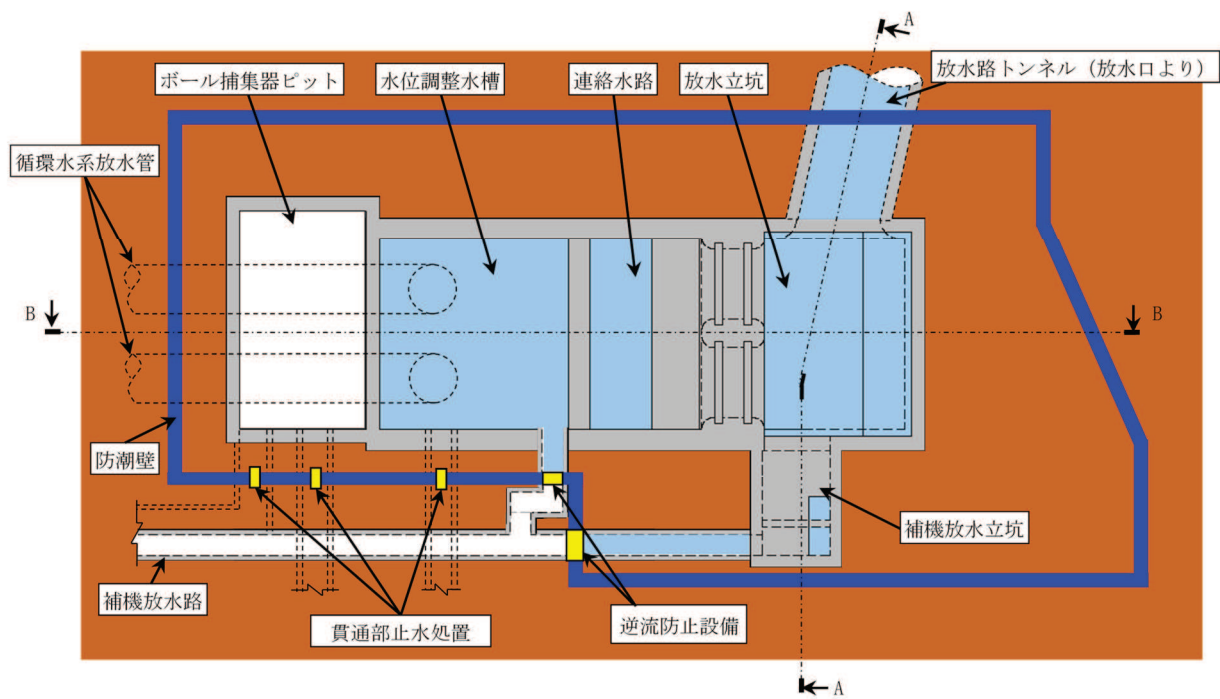 A
ボール捕集器ピット
水位調整水槽
連絡水路
放水立坑
放水路トンネル（放水口より）
循環水系放水管
B
B
防潮壁
補機放水立坑
補機放水路
貫通部止水処置
逆流防止設備
A